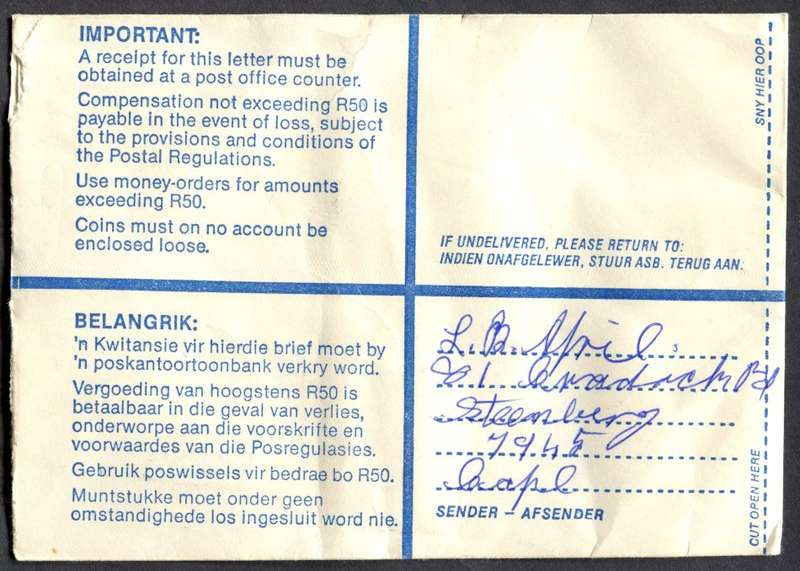 IMPORTANT:
A receipt for this letter must be
obtained at a post office counter.
Compensation not exceeding R50 is
payable in the event of loss, subject
to the provisions and conditions of
the Postal Regulations.
Use money-orders for amounts
exceeding R50.
Coins must on no account be
enclosed loose.
SNY HIER OOP
IF UNDELIVERED, PLEASE RETURN TO:
INDIEN ONAFGELEWER, STUUR ASB. TERUG AAN:
BELANGRIK:
'n Kwitansie vir hierdie brief moet by
'n poskantoortoonbank verkry word.
Vergoeding van hoogstens R50 is
betaalbaar in die geval van verlies,
onderworpe aan die voorskrifte en
voorwaardes van die Posregulasies.
Gebruik poswissels vir bedrae bo R50.
Muntstukke moet onder geen
omstandighede los ingesluit word nie.
L. B. April
Cradock Rd
Steenberg
7945
Cape
SENDER – AFSENDER
CUT OPEN HERE